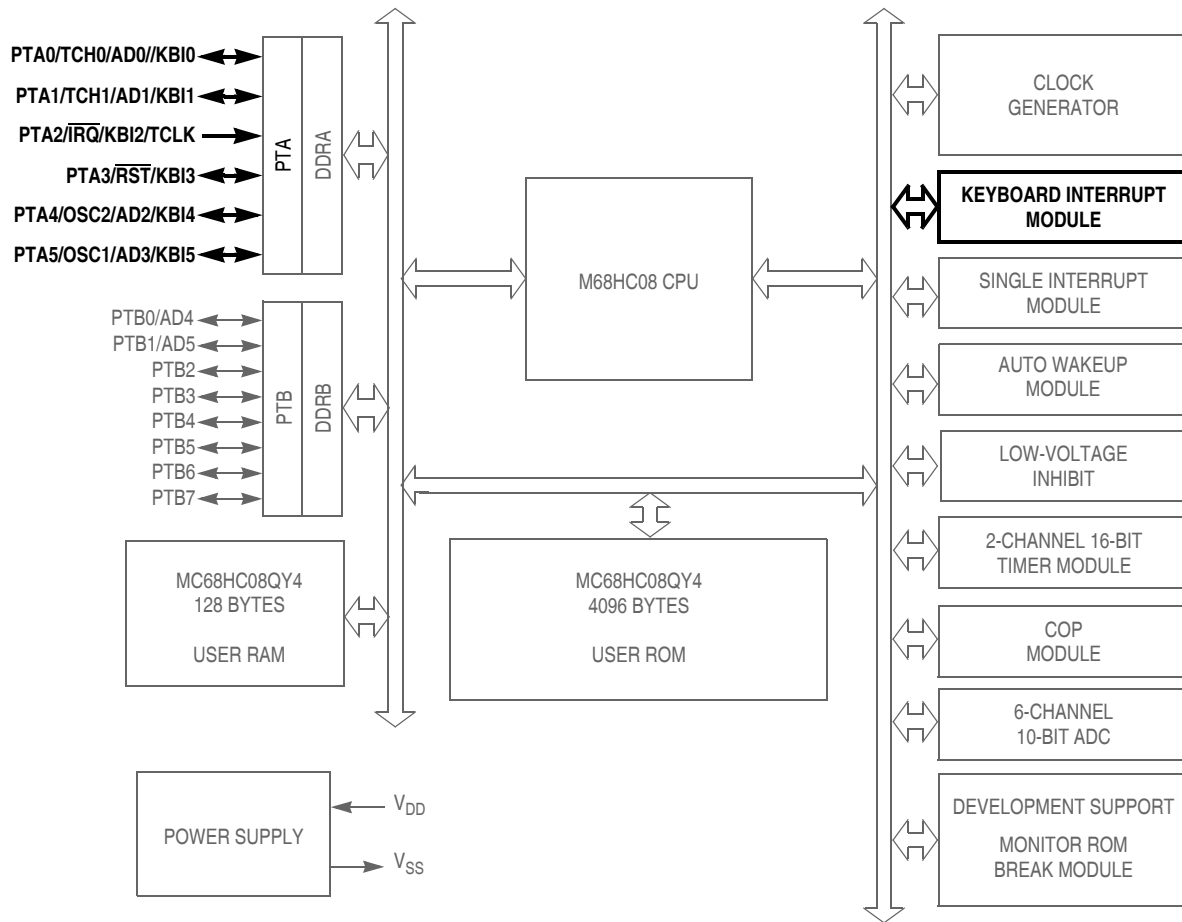 PTA0/TCH0/AD0//KBI0
PTA1/TCH1/AD1/KBI1
PTA2/IRQ/KBI2/TCLK
PTA3/RST/KBI3
PTA4/OSC2/AD2/KBI4
PTA5/OSC1/AD3/KBI5
PTA
DDRA
PTB0/AD4
PTB1/AD5
PTB2
PTB3
PTB4
PTB5
PTB6
PTB7
PTB
DDRB
MC68HC08QY4
128 BYTES
USER RAM
POWER SUPPLY
VDD
VSS
M68HC08 CPU
MC68HC08QY4
4096 BYTES
USER ROM
CLOCK
GENERATOR
KEYBOARD INTERRUPT
MODULE
SINGLE INTERRUPT
MODULE
AUTO WAKEUP
MODULE
LOW-VOLTAGE
INHIBIT
2-CHANNEL 16-BIT
TIMER MODULE
COP
MODULE
6-CHANNEL
10-BIT ADC
DEVELOPMENT SUPPORT
MONITOR ROM
BREAK MODULE